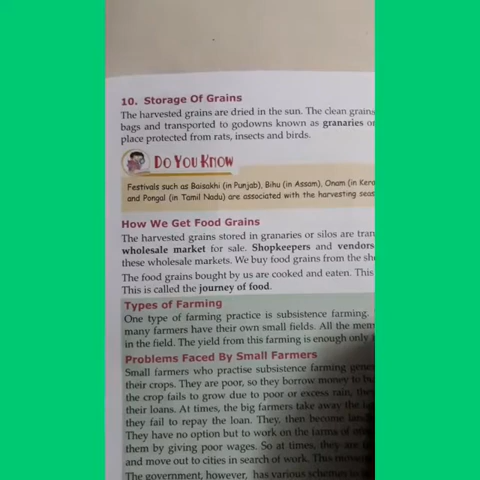 10. Storage Of Grains
The harvested grains are dried in the sun. The clean grains
bags and transported to godowns known as granaries or
place protected from rats, insects and birds.
Do You Know
Festivals such as Baisakhi (in Punjab), Bihu (in Assam), Onam (in Kera
and Pongal (in Tamil Nadu) are associated with the harvesting seas
How We Get Food Grains
The harvested grains stored in granaries or silos are tran
wholesale market for sale. Shopkeepers and vendors
these wholesale markets. We buy food grains from the sh
The food grains bought by us are cooked and eaten. This
This is called the journey of food.
Types of Farming
One type of farming practice is subsistence farming.
many farmers have their own small fields. All the mem
in the field. The yield from this farming is enough only
Problems Faced By Small Farmers
Small farmers who practise subsistence farming gene
their crops. They are poor, so they borrow money to bu
the crop fails to grow due to poor or excess rain, they
their loans. At times, the big farmers take away the
they fail to repay the loan. They, then become
They have no option but to work on the farms of
them by giving poor wages. So at times, they are
and move out to cities in search of work. This
The government, however, has various schemes